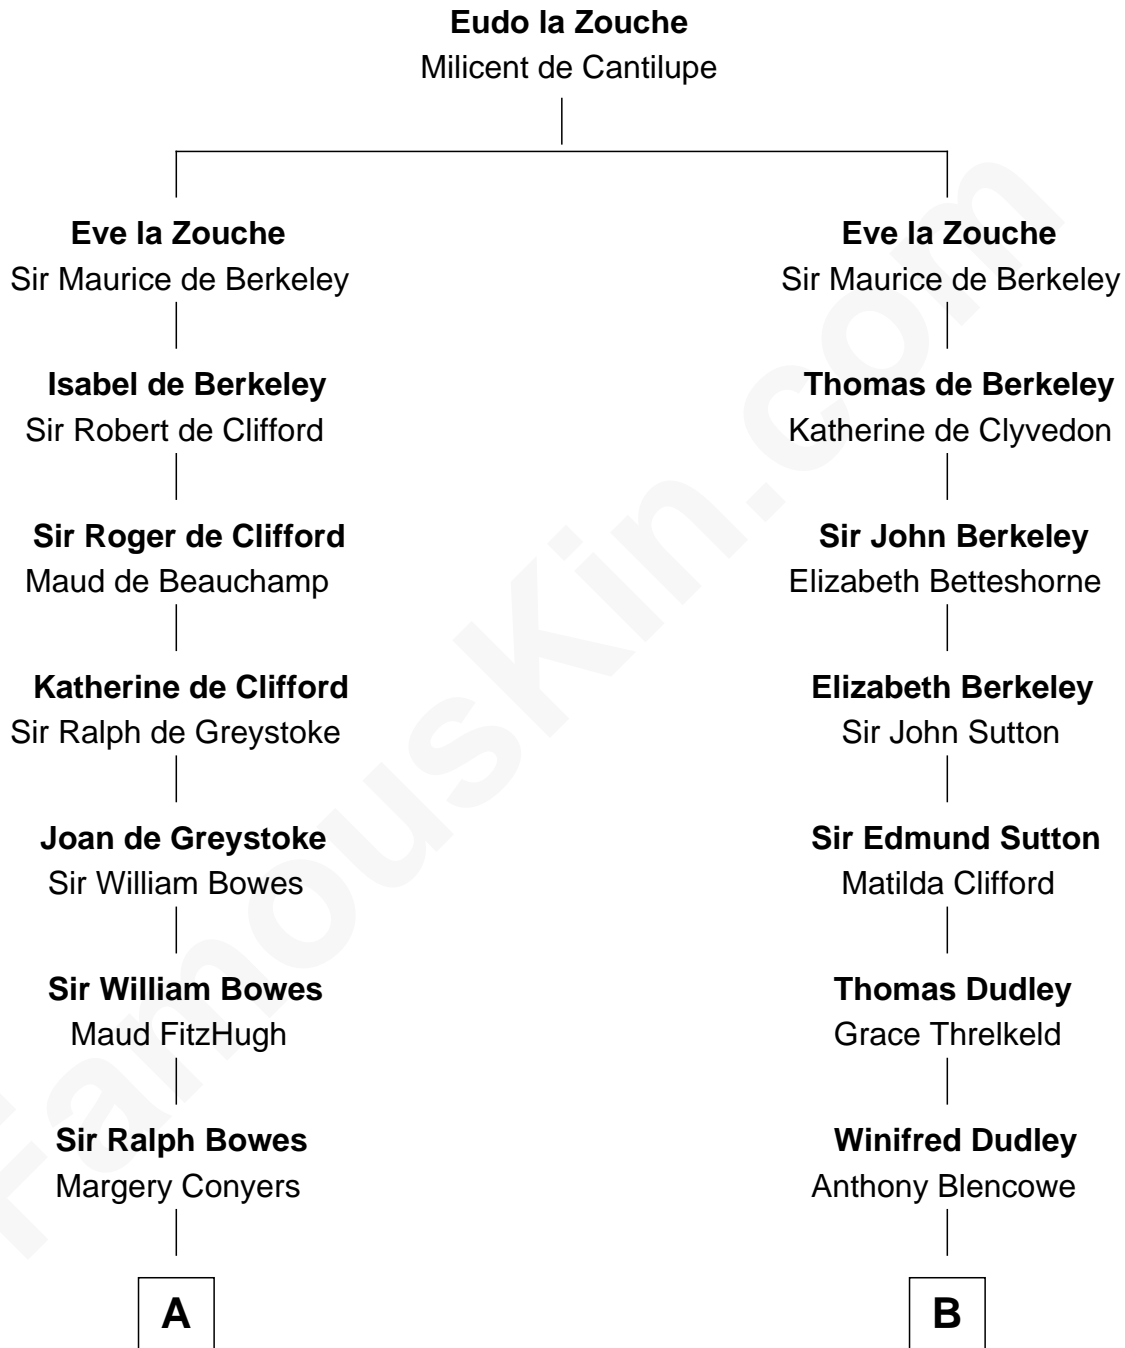 Eudo la Zouche
Milicent de Cantilupe
Eve la Zouche
Sir Maurice de Berkeley
Eve la Zouche
Sir Maurice de Berkeley
Isabel de Berkeley
Sir Robert de Clifford
Thomas de Berkeley
Katherine de Clyvedon
Sir Roger de Clifford
Maud de Beauchamp
Sir John Berkeley
Elizabeth Betteshorne
Katherine de Clifford
Sir Ralph de Greystoke
Elizabeth Berkeley
Sir John Sutton
Joan de Greystoke
Sir William Bowes
Sir Edmund Sutton
Matilda Clifford
Sir William Bowes
Maud FitzHugh
Thomas Dudley
Grace Threlkeld
Sir Ralph Bowes
Margery Conyers
Winifred Dudley
Anthony Blencowe
A
B
FamousKin.com